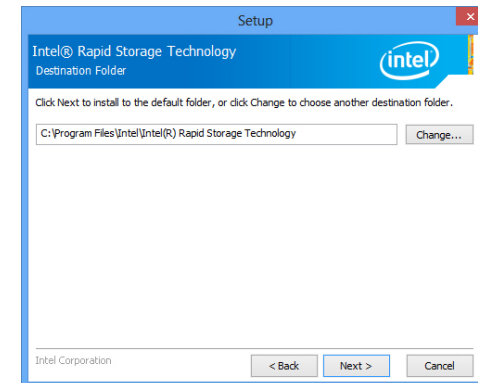 Setup
Intel® Rapid Storage Technology
Destination Folder
intel
Click Next to install to the default folder, or click Change to choose another destination folder.
C:\Program Files\Intel\Intel(R) Rapid Storage Technology
Change...
Intel Corporation
< Back
Next >
Cancel